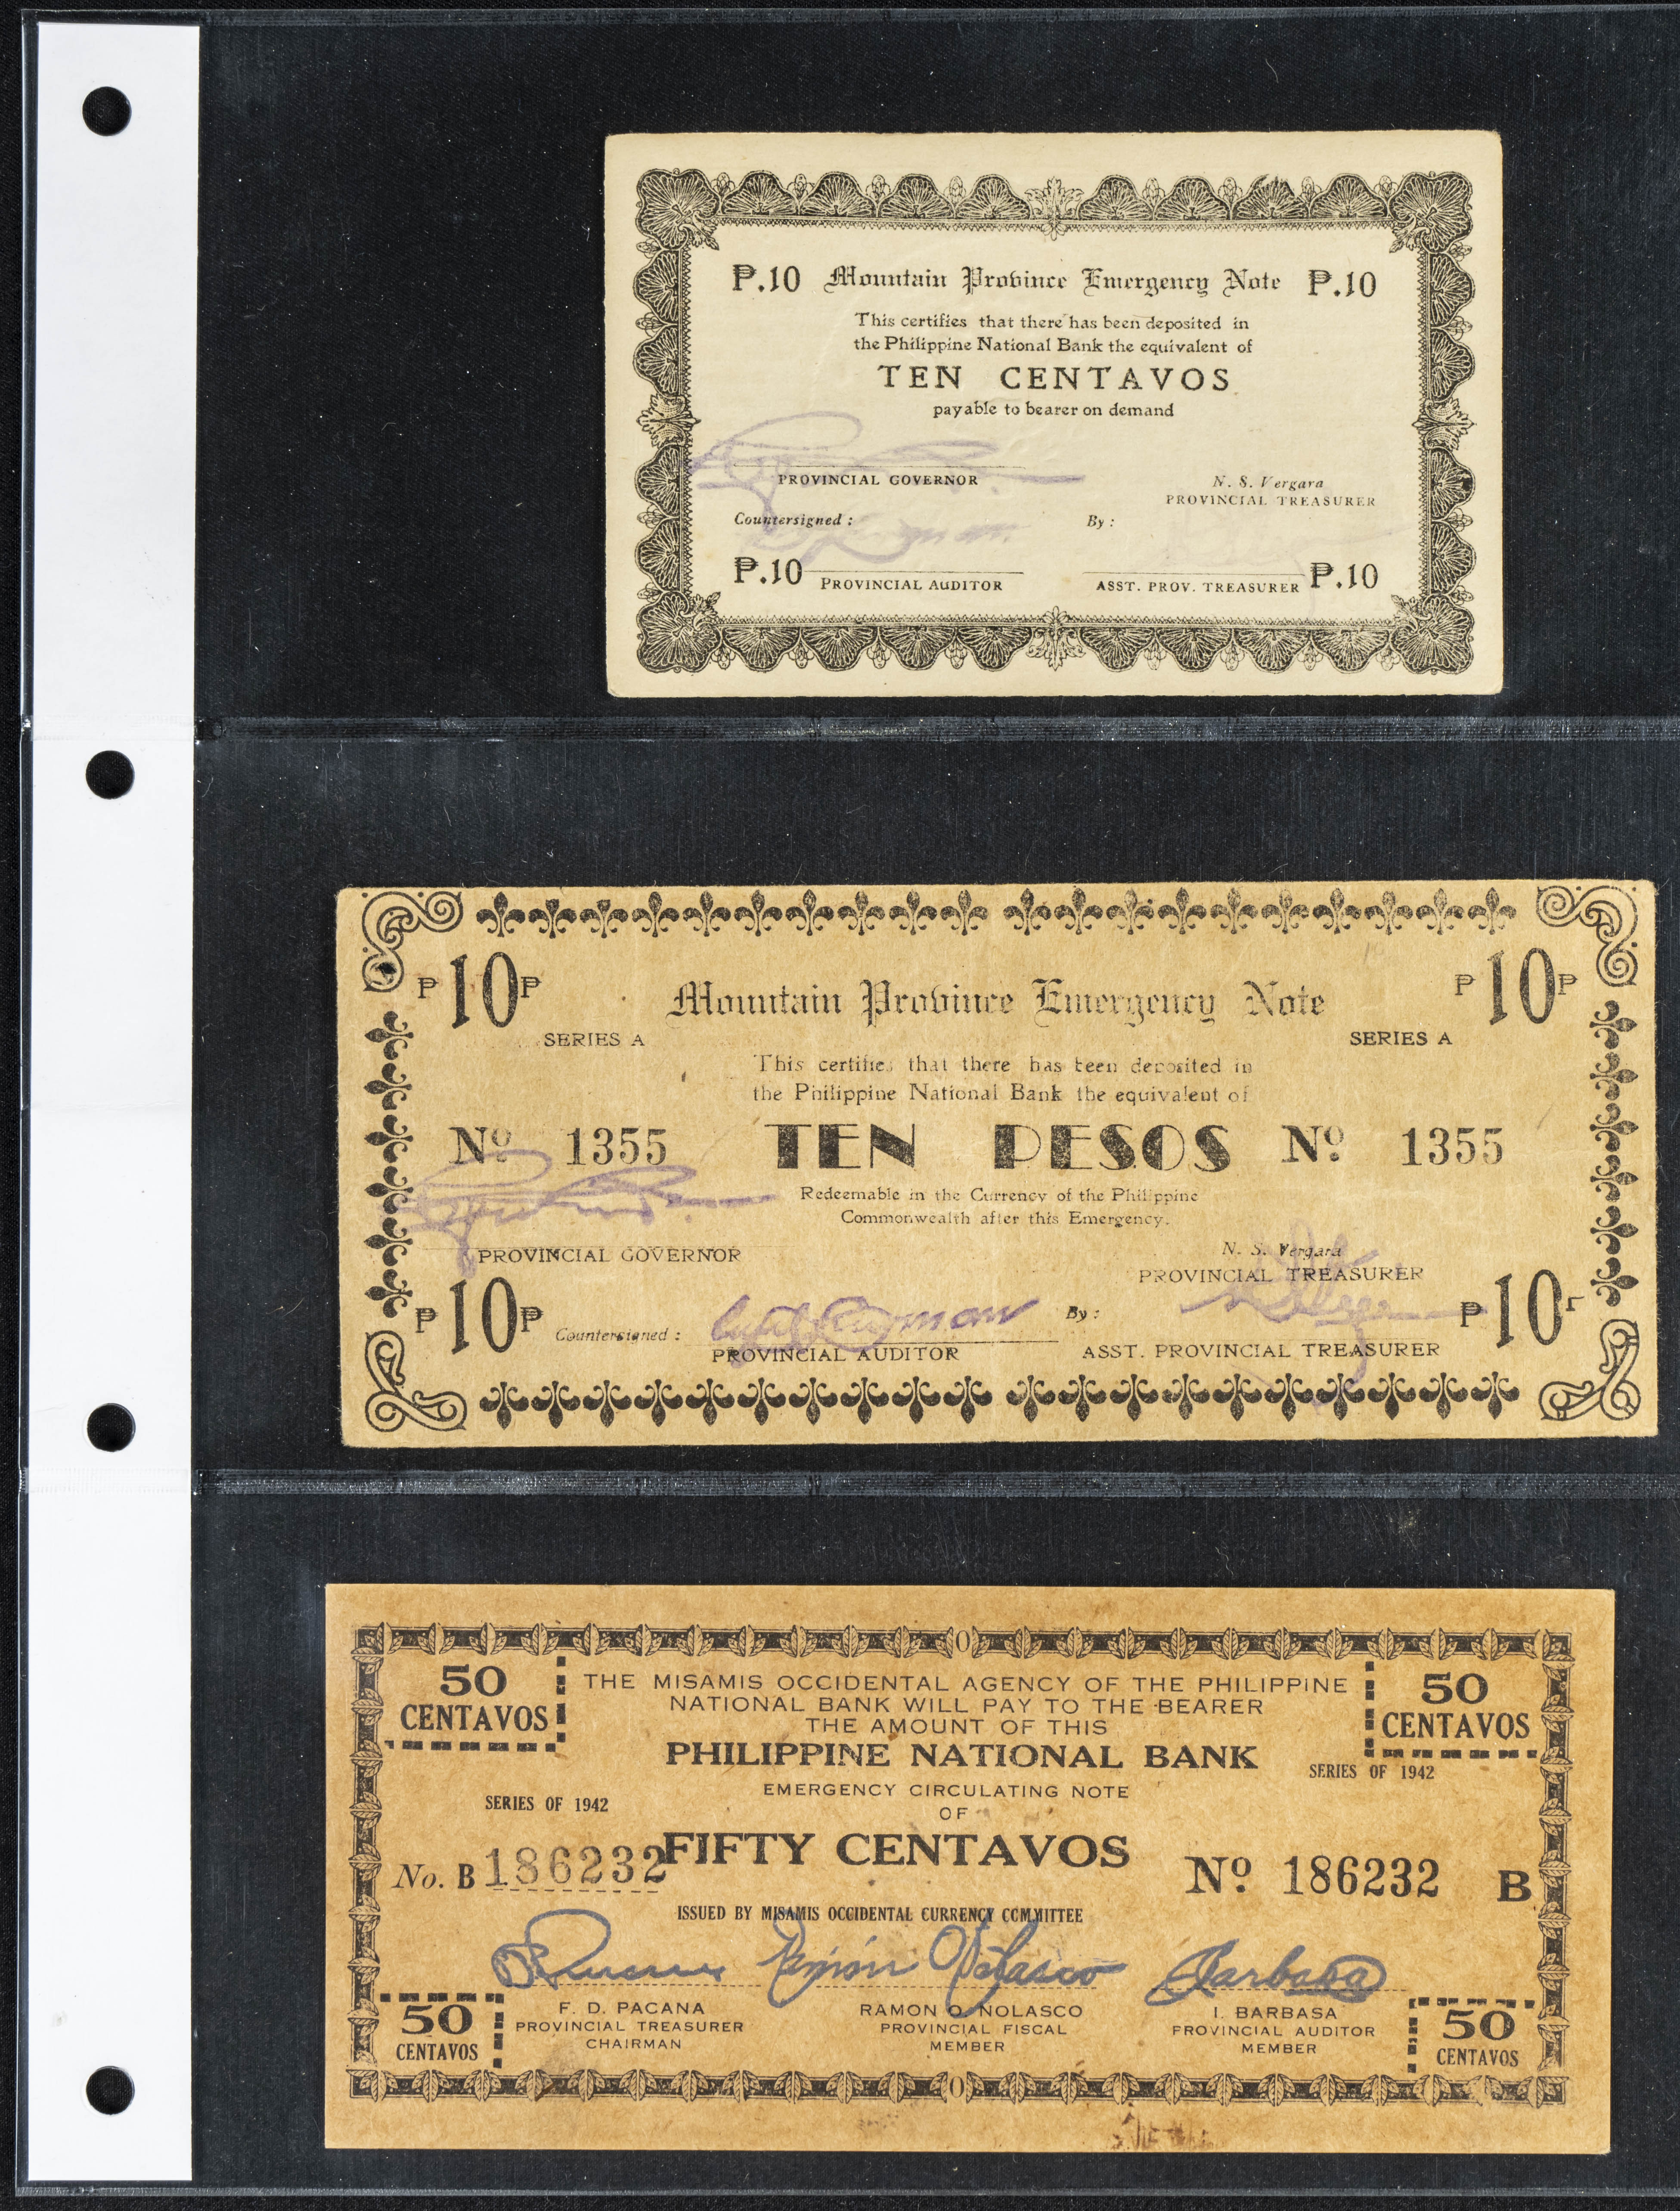 ₱.10 Mountain Province Emergency Note ₱.10
This certifies that there has been deposited in
the Philippine National Bank the equivalent of
TEN CENTAVOS
payable to bearer on demand
PROVINCIAL GOVERNOR
N. S. Vergara
PROVINCIAL TREASURER
Countersigned :
By :
₱.10 PROVINCIAL AUDITOR ASST. PROV. TREASURER ₱.10
₱10₱ ₱10₱
Mountain Province Emergency Note
SERIES A SERIES A
This certifies that there has been deposited in
the Philippine National Bank the equivalent of
Nº 1355 TEN PESOS Nº 1355
Redeemable in the Currency of the Philippine
Commonwealth after this Emergency.
PROVINCIAL GOVERNOR
N. S. Vergara
PROVINCIAL TREASURER
₱10₱ Countersigned : By : ₱10
PROVINCIAL AUDITOR ASST. PROVINCIAL TREASURER
50 CENTAVOS
50 CENTAVOS
THE MISAMIS OCCIDENTAL AGENCY OF THE PHILIPPINE
NATIONAL BANK WILL PAY TO THE BEARER
THE AMOUNT OF THIS
PHILIPPINE NATIONAL BANK
SERIES OF 1942
EMERGENCY CIRCULATING NOTE
SERIES OF 1942
OF
FIFTY CENTAVOS
No. B 186232 Nº 186232 B
ISSUED BY MISAMIS OCCIDENTAL CURRENCY COMMITTEE
Ramón O. Nolasco Barbasa
F. D. PACANA RAMON O. NOLASCO I. BARBASA
PROVINCIAL TREASURER PROVINCIAL FISCAL PROVINCIAL AUDITOR
CHAIRMAN MEMBER MEMBER
50 CENTAVOS
50 CENTAVOS